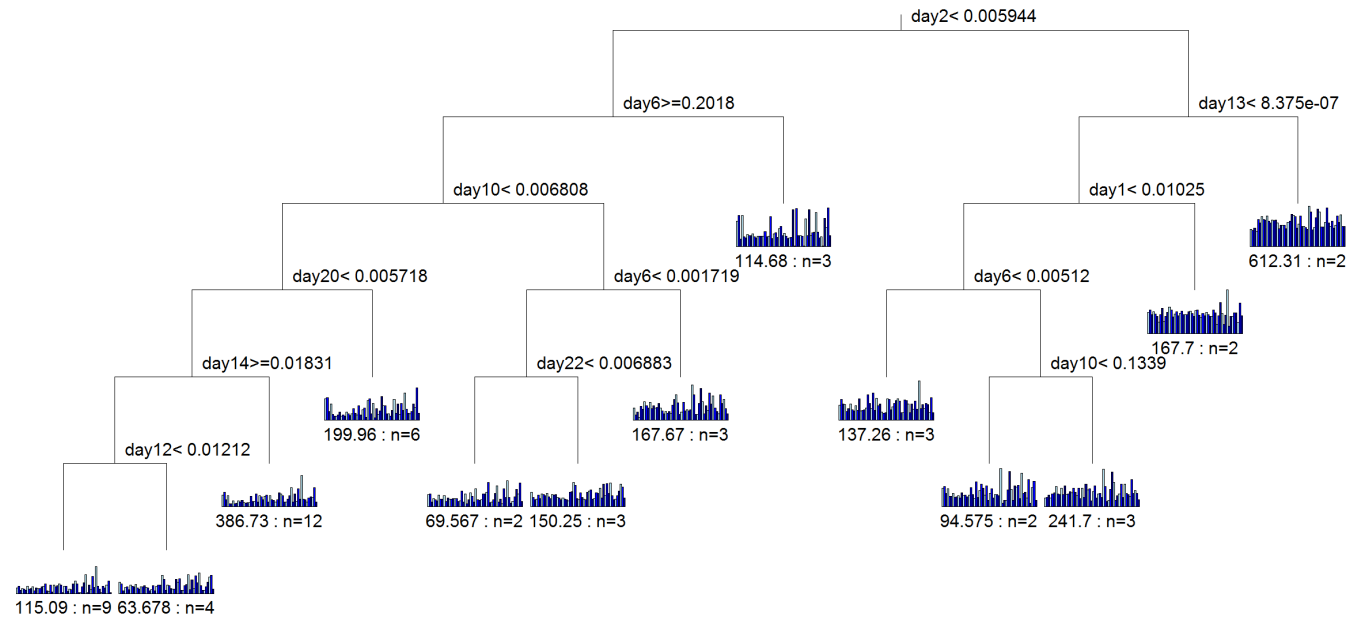 day2< 0.005944
day6>=0.2018
day13< 8.375e-07
day10< 0.006808
day1< 0.01025
114.68 : n=3
612.31 : n=2
day20< 0.005718
day6< 0.001719
day6< 0.00512
167.7 : n=2
day14>=0.01831
day22< 0.006883
day10< 0.1339
199.96 : n=6
167.67 : n=3
137.26 : n=3
day12< 0.01212
386.73 : n=12
69.567 : n=2
150.25 : n=3
94.575 : n=2
241.7 : n=3
115.09 : n=9
63.678 : n=4